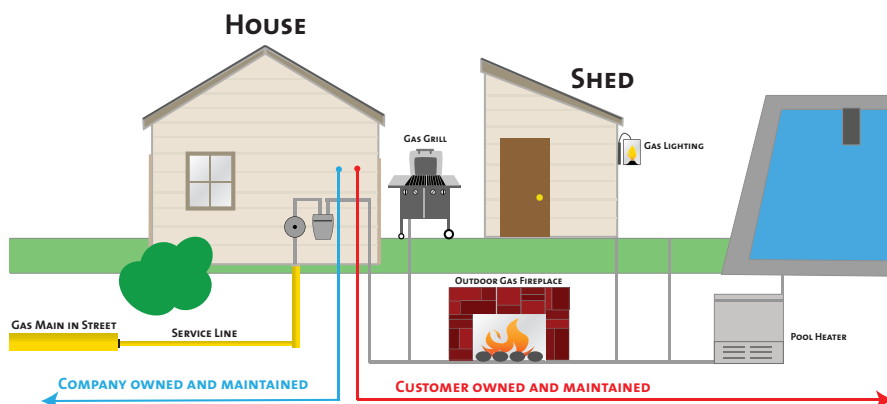 House
Shed
Gas Grill
Gas Lighting
Outdoor Gas Fireplace
Gas Main in Street
Service Line
Pool Heater
Company owned and maintained
Customer owned and maintained